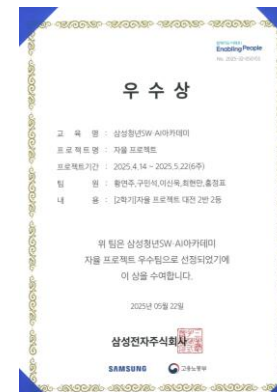 Enabling People
우수상
교 육 명 : 삼성청년SW·AI아카데미
프로젝트명 : 자율 프로젝트
프로젝트기간 : 2025.4.14 ~ 2025.5.22(6주)
팀 원 : 황연주,구민석,이신욱,최현만,홍정표
내 용 : [2학기]자율 프로젝트 대전 2반 2등
위 팀은 삼성청년SW·AI아카데미
자율 프로젝트 우수팀으로 선정되었기에
이 상을 수여합니다.
2025년 05월 22일
삼성전자주식회사
SAMSUNG 고용노동부